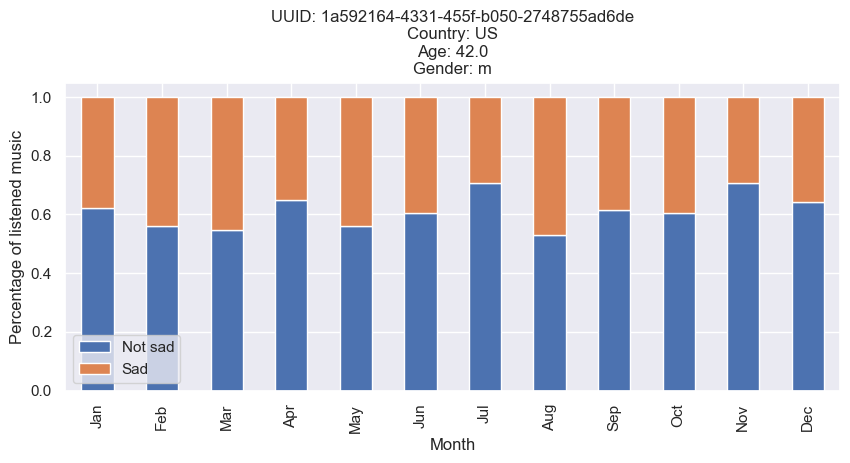 UUID: 1a592164-4331-455f-b050-2748755ad6de
Country: US
Age: 42.0
Gender: m
Percentage of listened music
1.0
0.8
0.6
0.4
0.2
0.0
Not sad
Sad
Jan
Feb
Mar
Apr
May
Jun
Jul
Aug
Sep
Oct
Nov
Dec
Month